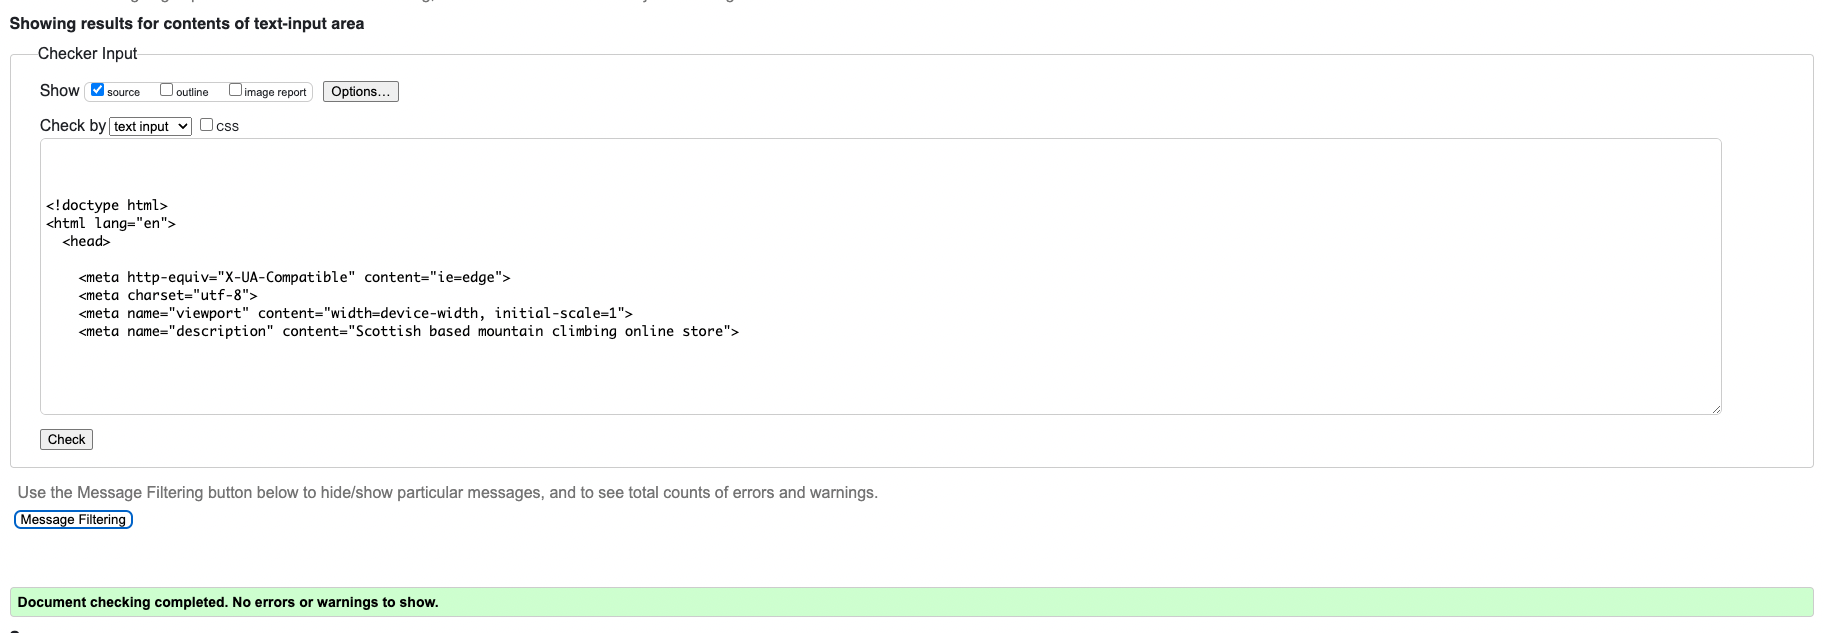 Showing results for contents of text-input area
Checker Input
Show source outline image report Options...
Check by text input CSS
<!doctype html>
<html lang="en">
<head>
<meta http-equiv="X-UA-Compatible" content="ie=edge">
<meta charset="utf-8">
<meta name="viewport" content="width=device-width, initial-scale=1">
<meta name="description" content="Scottish based mountain climbing online store">
Check
Use the Message Filtering button below to hide/show particular messages, and to see total counts of errors and warnings.
Message Filtering
Document checking completed. No errors or warnings to show.